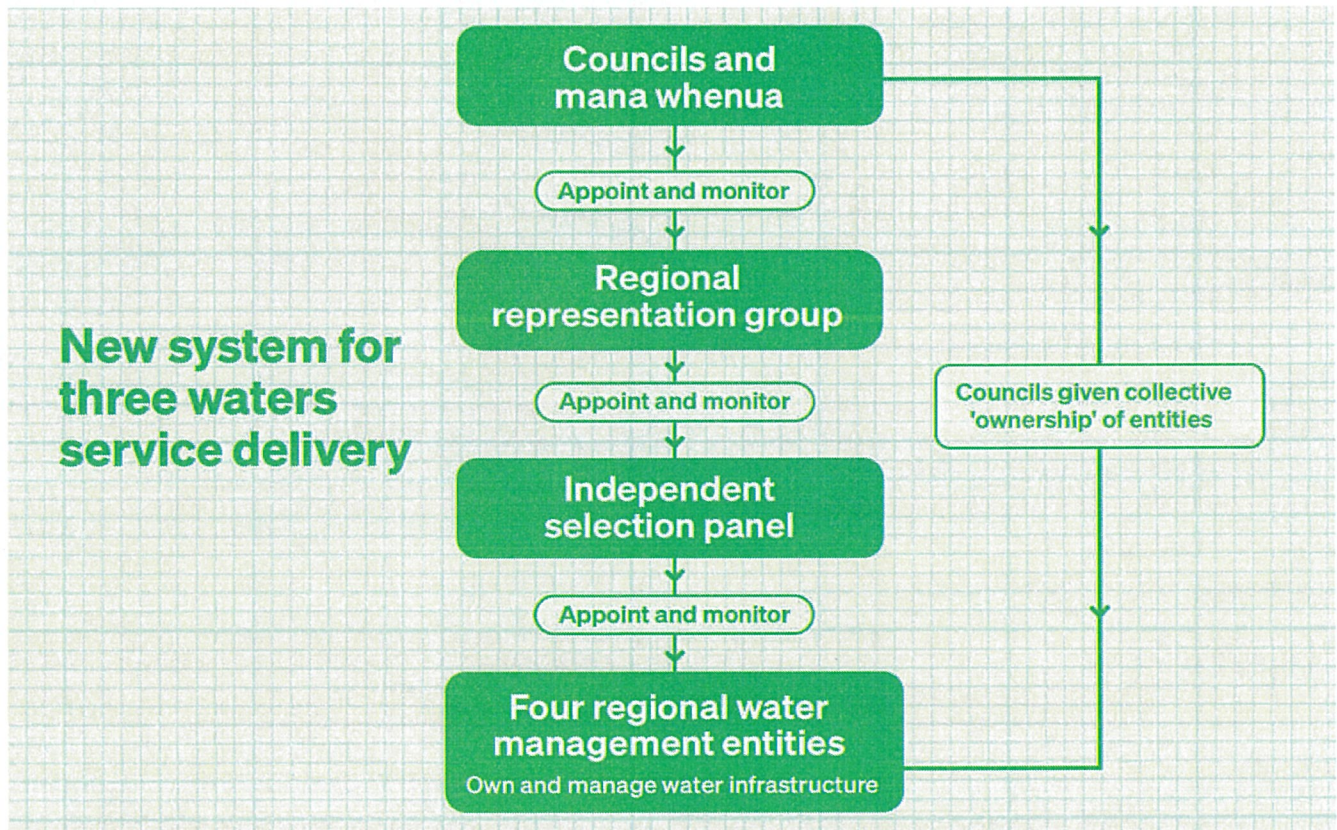 New system for
three waters
service delivery
Councils and
mana whenua
Appoint and monitor
Regional
representation group
Appoint and monitor
Independent
selection panel
Appoint and monitor
Four regional water
management entities
Own and manage water infrastructure
Councils given collective
'ownership' of entities